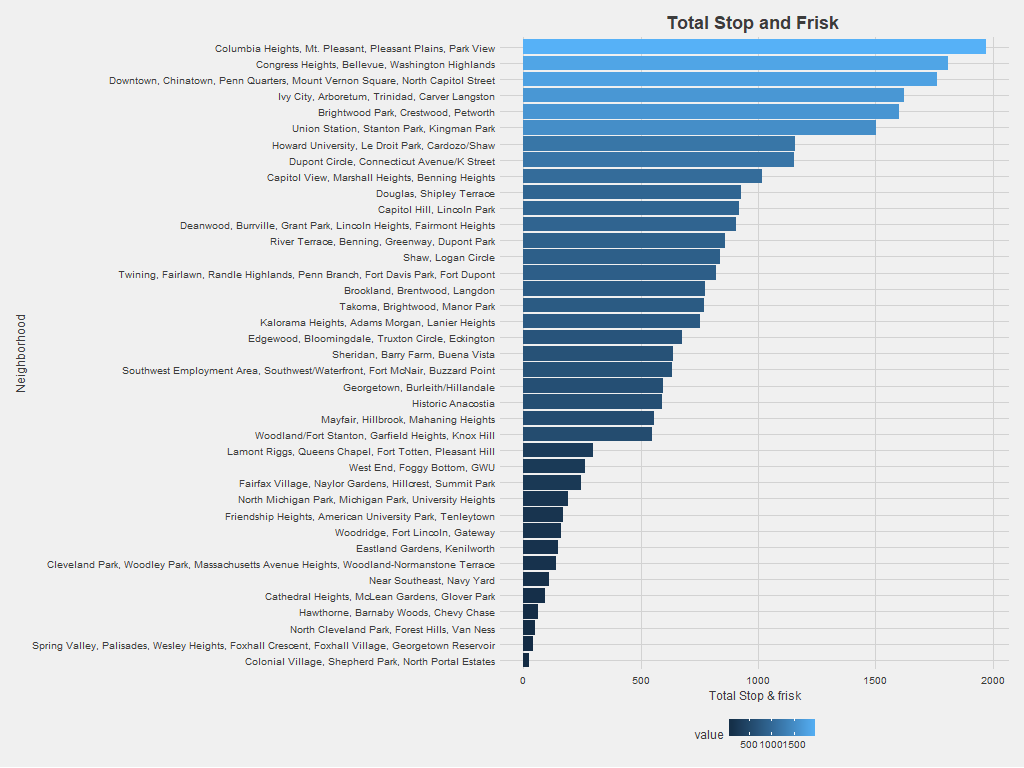 Total Stop and Frisk
Columbia Heights, Mt. Pleasant, Pleasant Plains, Park View
Congress Heights, Bellevue, Washington Highlands
Downtown, Chinatown, Penn Quarters, Mount Vernon Square, North Capitol Street
Ivy City, Arboretum, Trinidad, Carver Langston
Brightwood Park, Crestwood, Petworth
Union Station, Stanton Park, Kingman Park
Howard University, Le Droit Park, Cardozo/Shaw
Dupont Circle, Connecticut Avenue/K Street
Capitol View, Marshall Heights, Benning Heights
Douglas, Shipley Terrace
Capitol Hill, Lincoln Park
Deanwood, Burrville, Grant Park, Lincoln Heights, Fairmont Heights
River Terrace, Benning, Greenway, Dupont Park
Shaw, Logan Circle
Twining, Fairlawn, Randle Highlands, Penn Branch, Fort Davis Park, Fort Dupont
Brookland, Brentwood, Langdon
Takoma, Brightwood, Manor Park
Kalorama Heights, Adams Morgan, Lanier Heights
Edgewood, Bloomingdale, Truxton Circle, Eckington
Sheridan, Barry Farm, Buena Vista
Southwest Employment Area, Southwest/Waterfront, Fort McNair, Buzzard Point
Georgetown, Burleith/Hillandale
Historic Anacostia
Mayfair, Hillbrook, Mahaning Heights
Woodland/Fort Stanton, Garfield Heights, Knox Hill
Lamont Riggs, Queens Chapel, Fort Totten, Pleasant Hill
West End, Foggy Bottom, GWU
Fairfax Village, Naylor Gardens, Hillcrest, Summit Park
North Michigan Park, Michigan Park, University Heights
Friendship Heights, American University Park, Tenleytown
Woodridge, Fort Lincoln, Gateway
Eastland Gardens, Kenilworth
Cleveland Park, Woodley Park, Massachusetts Avenue Heights, Woodland-Normanstone Terrace
Near Southeast, Navy Yard
Cathedral Heights, McLean Gardens, Glover Park
Hawthorne, Barnaby Woods, Chevy Chase
North Cleveland Park, Forest Hills, Van Ness
Spring Valley, Palisades, Wesley Heights, Foxhall Crescent, Foxhall Village, Georgetown Reservoir
Colonial Village, Shepherd Park, North Portal Estates
Neighborhood
0 500 1000 1500 2000
Total Stop & frisk
value
500 1000 1500